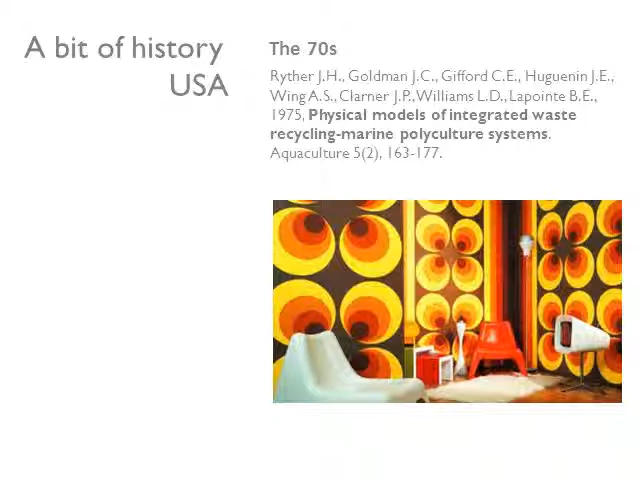 A bit of history
USA
The 70s
Ryther J.H., Goldman J.C., Gifford C.E., Huguenin J.E.,
Wing A.S., Clarner J.P., Williams L.D., Lapointe B.E.,
1975, Physical models of integrated waste
recycling-marine polyculture systems.
Aquaculture 5(2), 163-177.